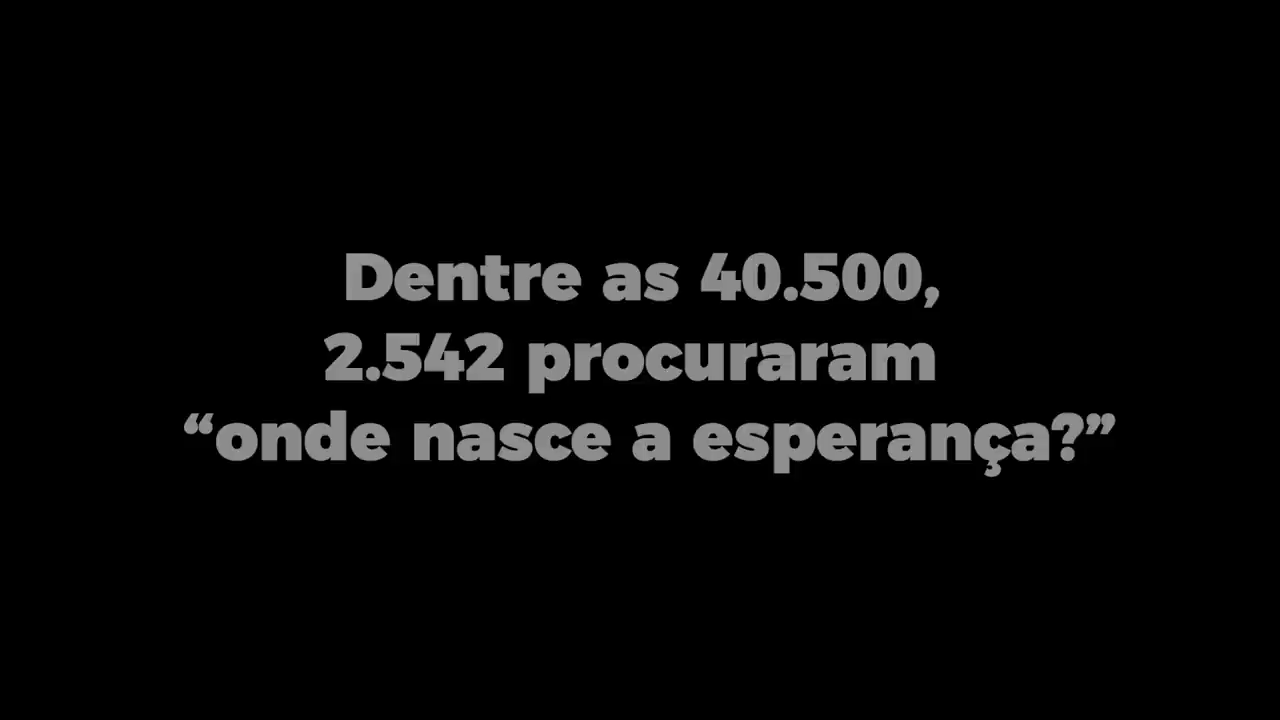 Dentre as 40.500,
2.542 procuraram
“onde nasce a esperança?”